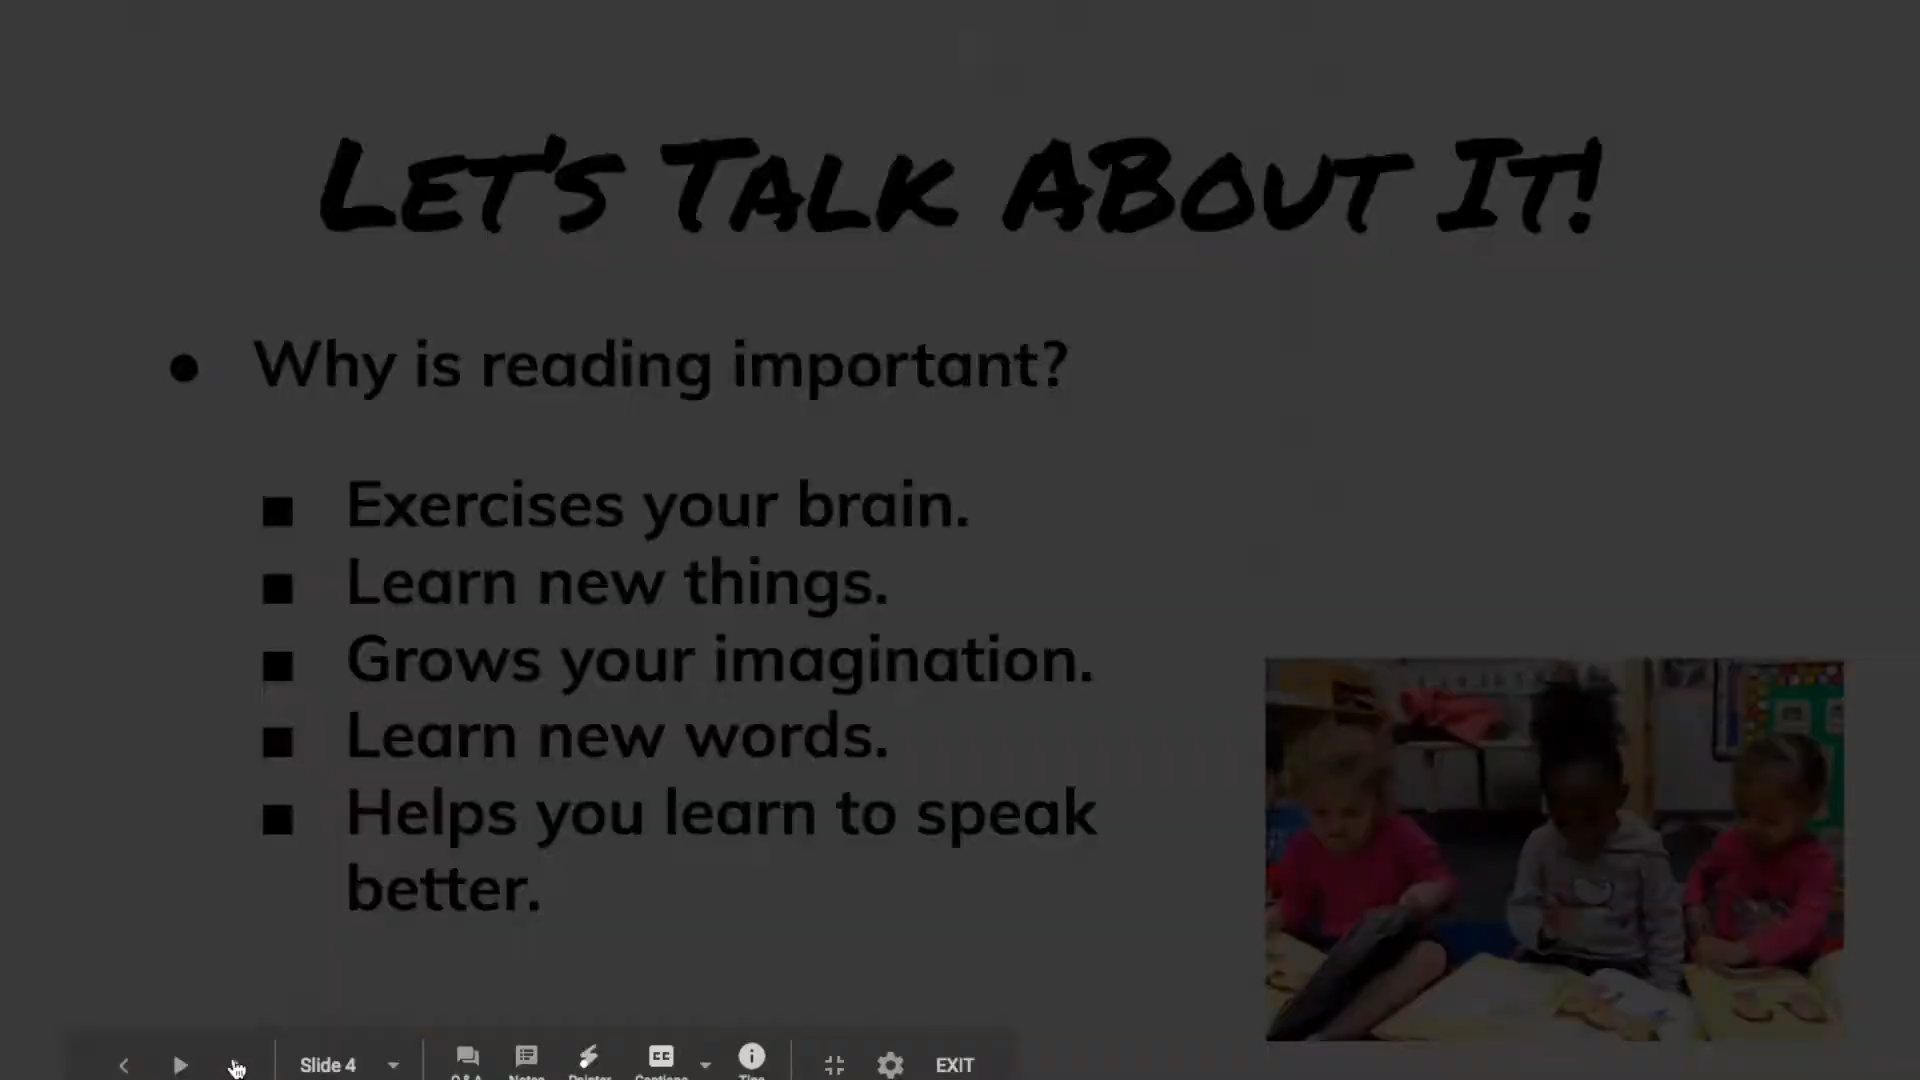 LET'S TALK ABOUT IT!
Why is reading important?
Exercises your brain.
Learn new things.
Grows your imagination.
Learn new words.
Helps you learn to speak
better.
Slide 4
CC
EXIT